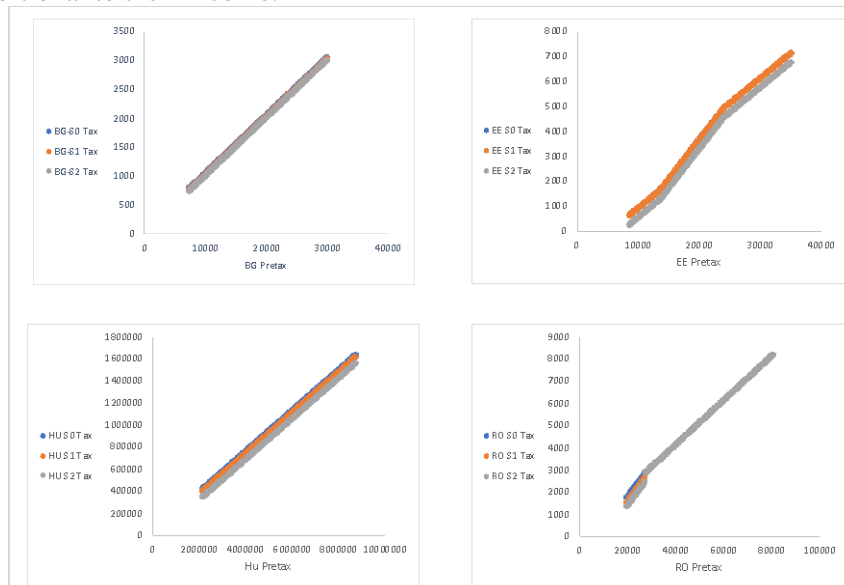 3500
3000
2500
2000
1500
1000
500
0
BG-S0 Tax
BG-S1 Tax
BG-S2 Tax
0 10000 20000 30000 40000
BG Pretax
8000
7000
6000
5000
4000
3000
2000
1000
0
EE S0 Tax
EE S1 Tax
EE S2 Tax
0 10000 20000 30000 40000
EE Pretax
1800000
1600000
1400000
1200000
1000000
800000
600000
400000
200000
0
HU S0 Tax
HU S1 Tax
HU S2 Tax
0 2000000 4000000 6000000 8000000 10000000
Hu Pretax
9000
8000
7000
6000
5000
4000
3000
2000
1000
0
RO S0 Tax
RO S1 Tax
RO S2 Tax
0 20000 40000 60000 80000 100000
RO Pretax